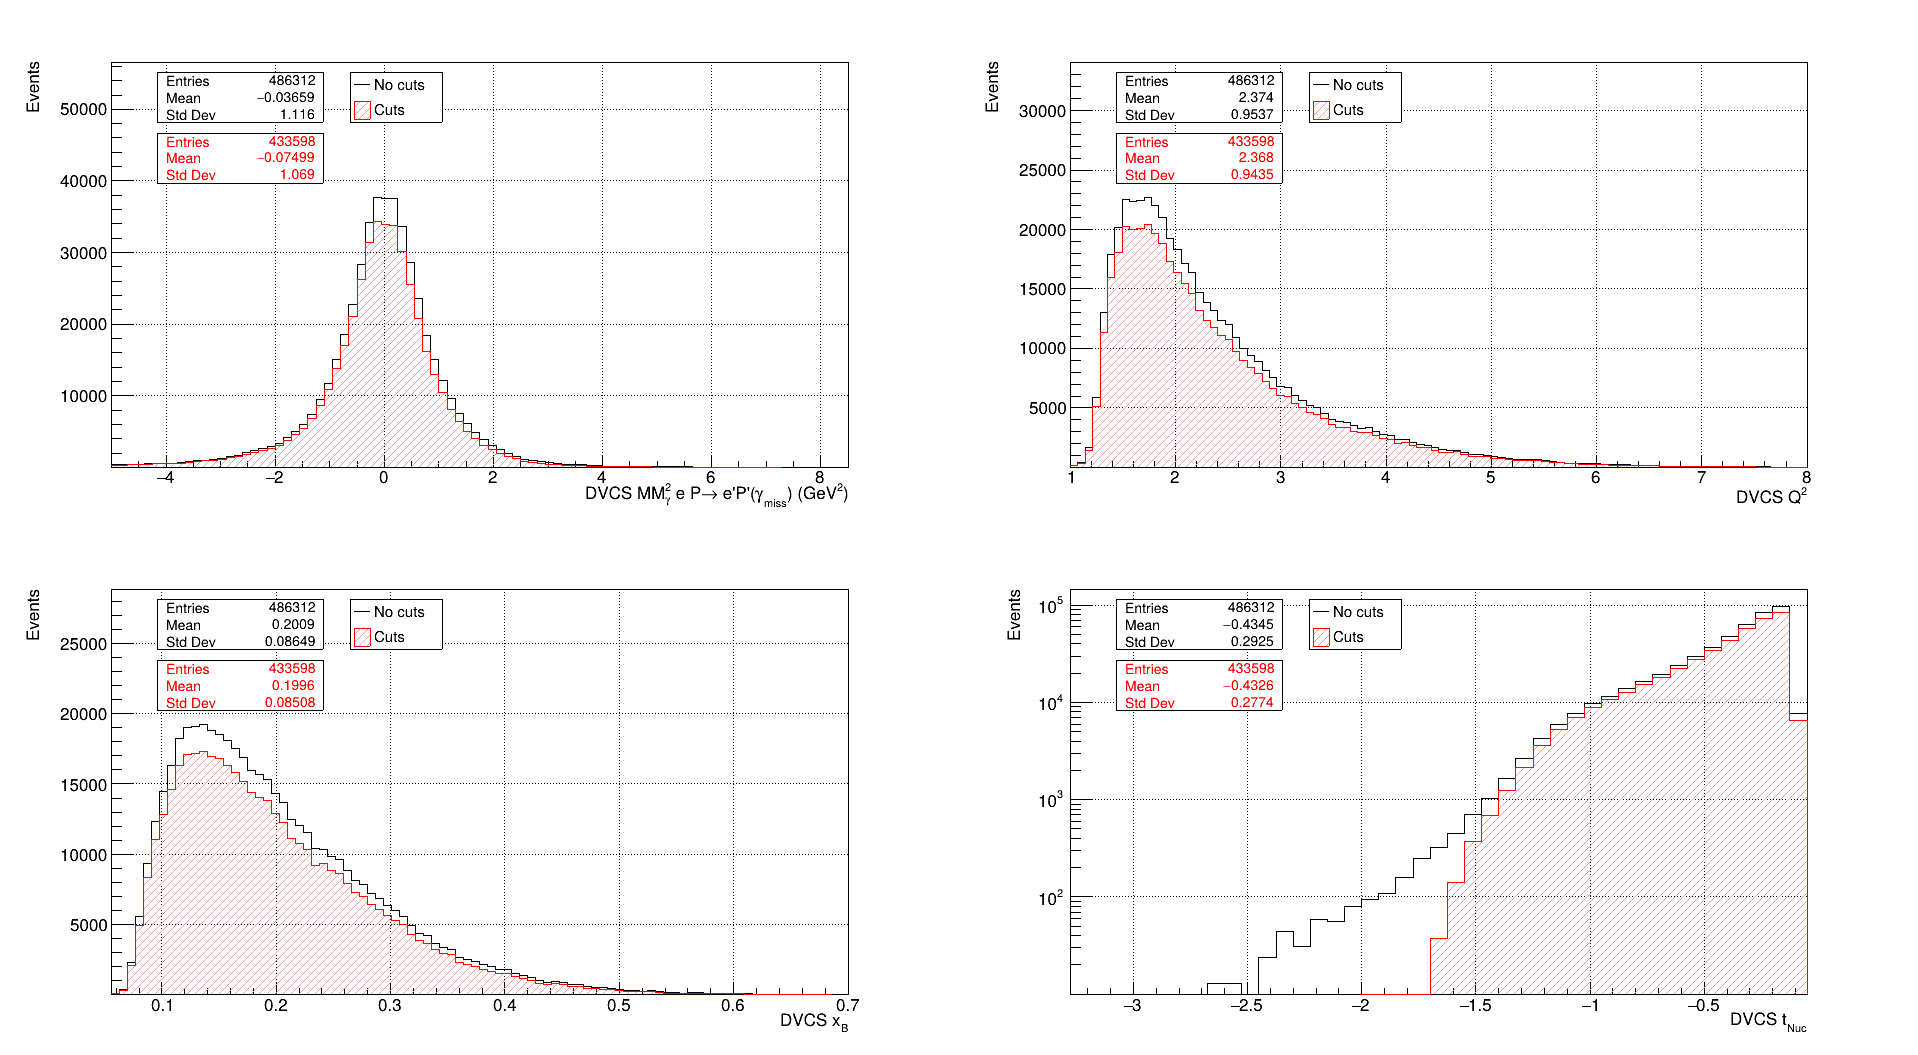 Events
Entries 486312
Mean −0.03659
Std Dev 1.116
Entries 433598
Mean −0.07499
Std Dev 1.069
No cuts
Cuts
50000
40000
30000
20000
10000
−4 −2 0 2 4 6 8
DVCS MM²γ e P→ e'P'(γmiss) (GeV²)
Events
Entries 486312
Mean 2.374
Std Dev 0.9537
Entries 433598
Mean 2.368
Std Dev 0.9435
No cuts
Cuts
30000
25000
20000
15000
10000
5000
1 2 3 4 5 6 7 8
DVCS Q²
Events
Entries 486312
Mean 0.2009
Std Dev 0.08649
Entries 433598
Mean 0.1996
Std Dev 0.08508
No cuts
Cuts
25000
20000
15000
10000
5000
0.1 0.2 0.3 0.4 0.5 0.6 0.7
DVCS xB
Events
Entries 486312
Mean −0.4345
Std Dev 0.2925
Entries 433598
Mean −0.4326
Std Dev 0.2774
No cuts
Cuts
10⁵
10⁴
10³
10²
−3 −2.5 −2 −1.5 −1 −0.5
DVCS tNuc